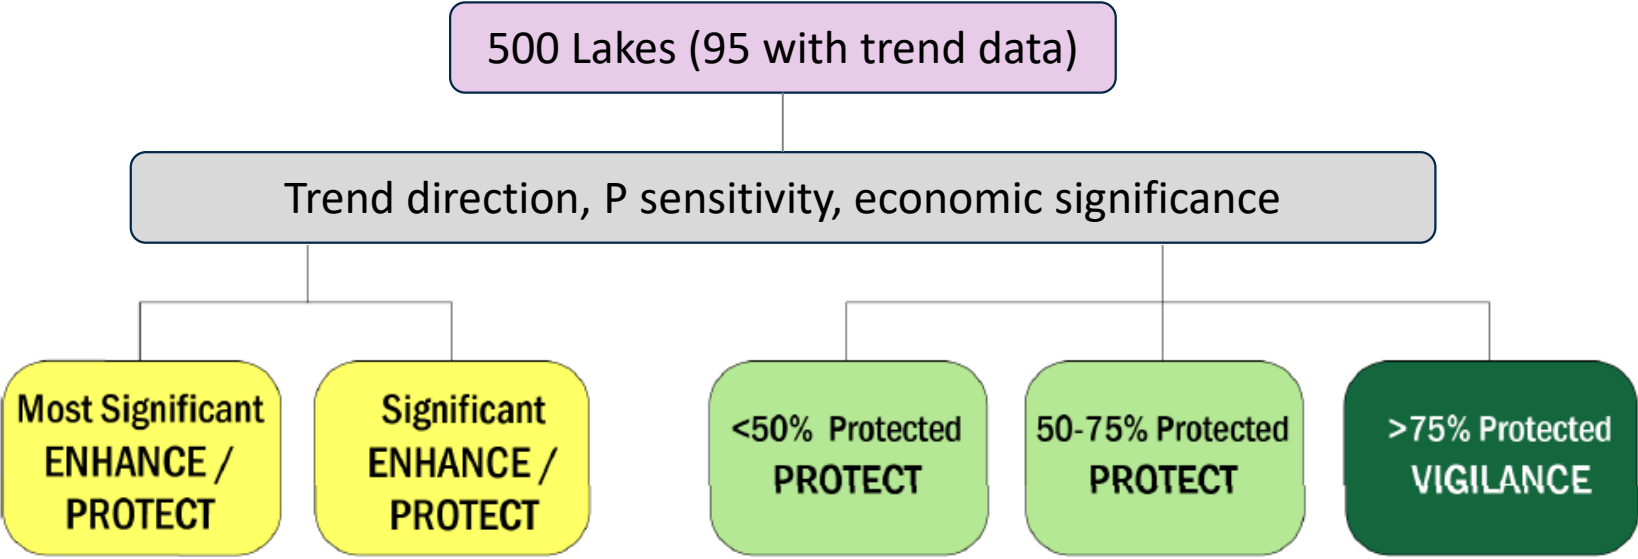 500 Lakes (95 with trend data)
Trend direction, P sensitivity, economic significance
Most Significant
ENHANCE /
PROTECT
Significant
ENHANCE /
PROTECT
<50% Protected
PROTECT
50-75% Protected
PROTECT
>75% Protected
VIGILANCE